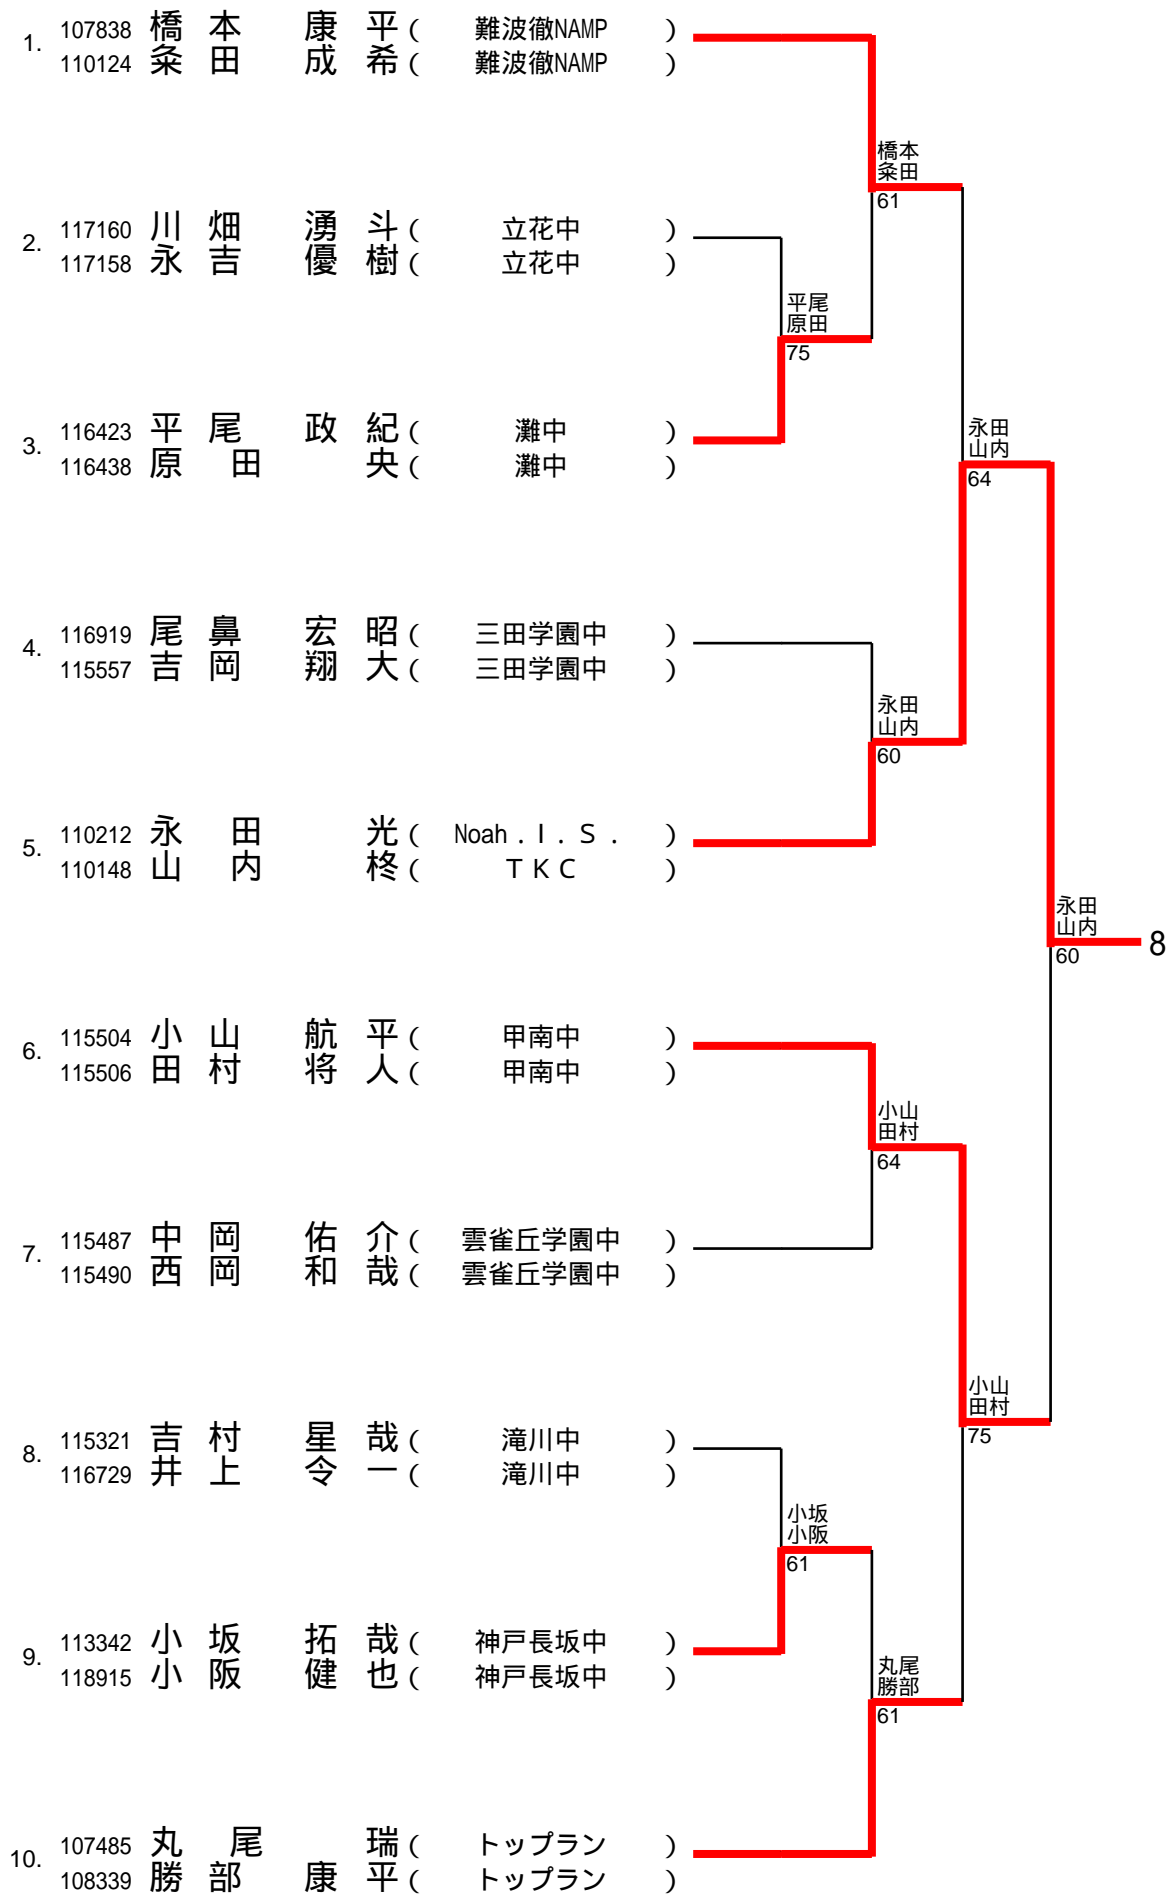 1. 107838 橋本 康平 ( 難波徹NAMP )
110124 粂田 成希 ( 難波徹NAMP )
橋本
粂田
61
2. 117160 川畑 湧斗 ( 立花中 )
117158 永吉 優樹 ( 立花中 )
平尾
原田
75
3. 116423 平尾 政紀 ( 灘中 )
116438 原田 央 ( 灘中 )
永田
山内
64
4. 116919 尾鼻 宏昭 ( 三田学園中 )
115557 吉岡 翔大 ( 三田学園中 )
永田
山内
60
5. 110212 永田 光 ( Noah.I.S. )
110148 山内 柊 ( TKC )
永田
山内
60
8
6. 115504 小山 航平 ( 甲南中 )
115506 田村 将人 ( 甲南中 )
小山
田村
64
7. 115487 中岡 佑介 ( 雲雀丘学園中 )
115490 西岡 和哉 ( 雲雀丘学園中 )
小山
田村
75
8. 115321 吉村 星哉 ( 滝川中 )
116729 井上 令一 ( 滝川中 )
小坂
小阪
61
9. 113342 小坂 拓哉 ( 神戸長坂中 )
118915 小阪 健也 ( 神戸長坂中 )
丸尾
勝部
61
10. 107485 丸尾 瑞 ( トップラン )
108339 勝部 康平 ( トップラン )